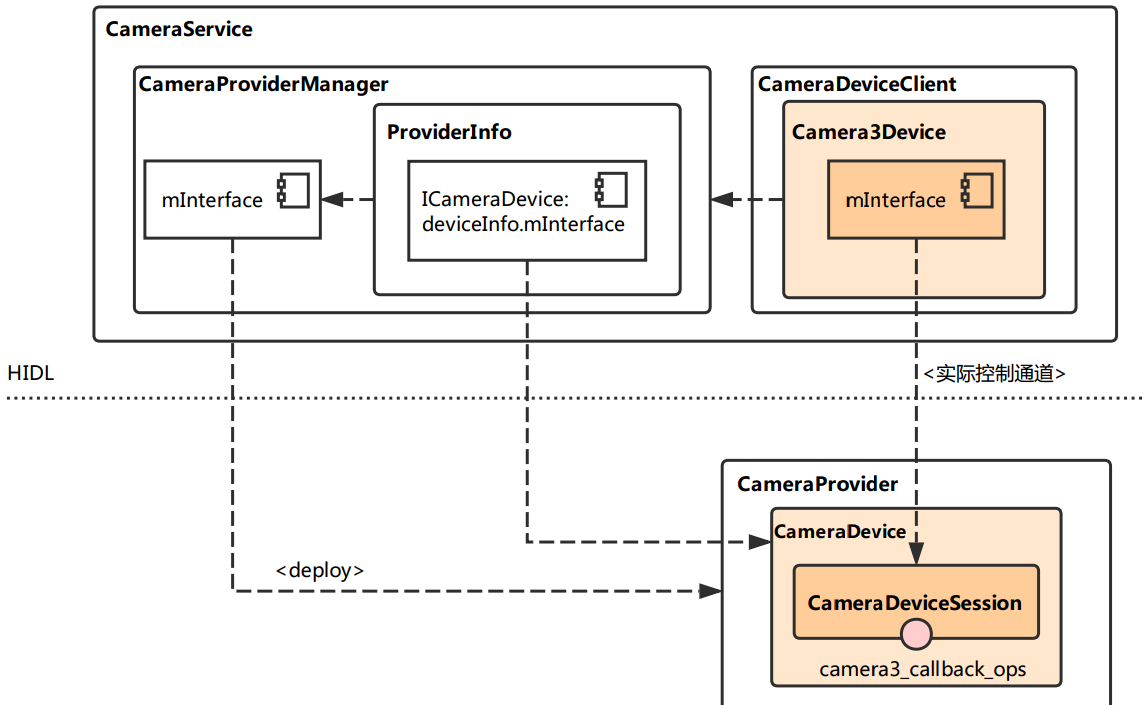 CameraService
CameraProviderManager
CameraDeviceClient
ProviderInfo
Camera3Device
mInterface
ICameraDevice:
deviceInfo.mInterface
mInterface
HIDL
<实际控制通道>
CameraProvider
CameraDevice
<deploy>
CameraDeviceSession
camera3_callback_ops